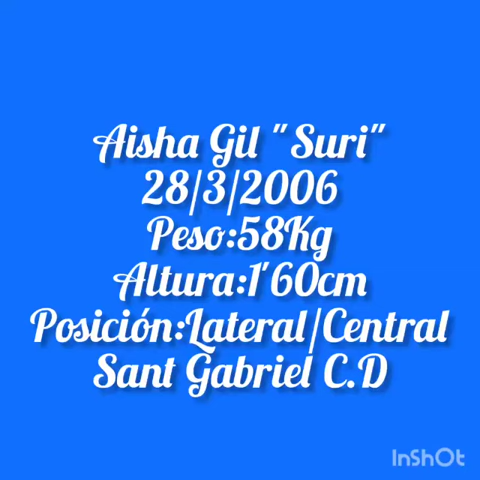 Aisha Gil "Suri"
28/3/2006
Peso:58Kg
Altura:1'60cm
Posición:Lateral/Central
Sant Gabriel C.D
InShOt